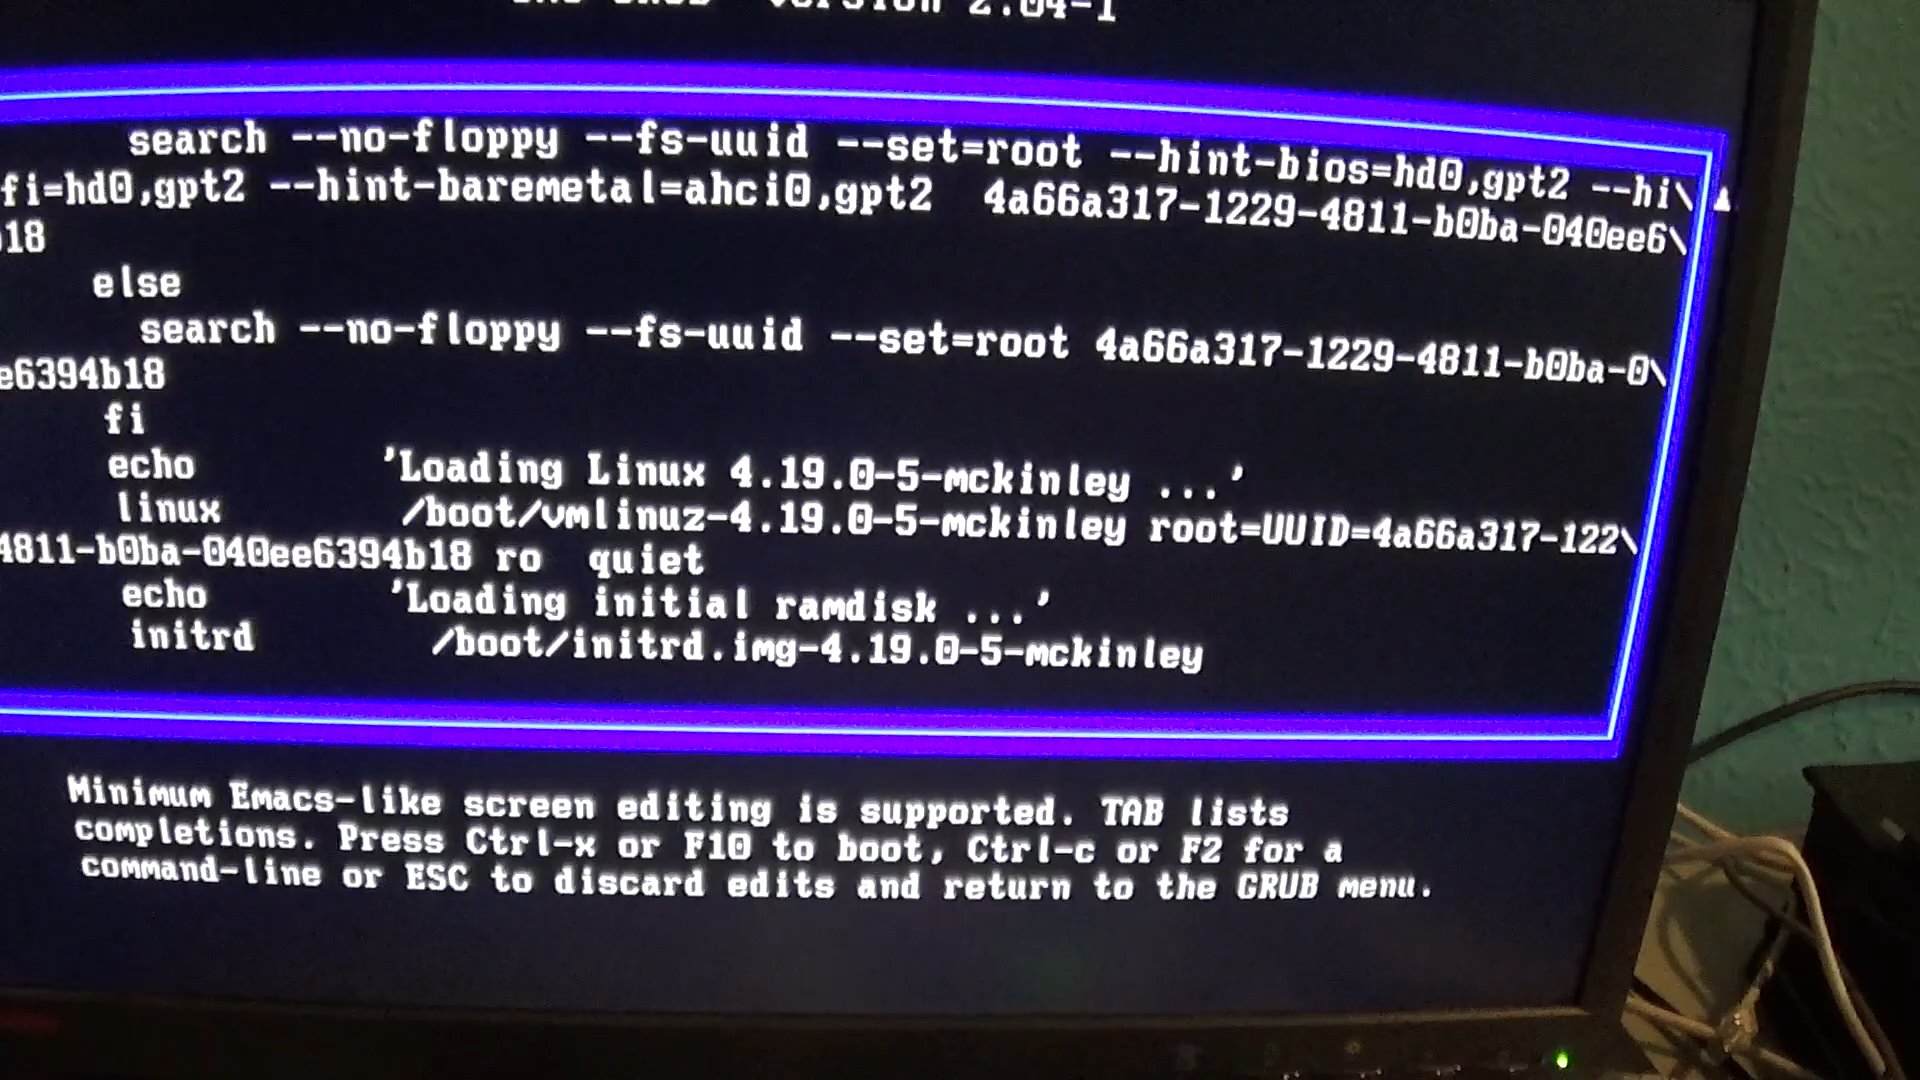 version 2.04-1
search --no-floppy --fs-uuid --set=root --hint-bios=hd0,gpt2 --hi\
fi=hd0,gpt2 --hint-baremetal=ahci0,gpt2  4a66a317-1229-4811-b0ba-040ee6\
18
else
search --no-floppy --fs-uuid --set=root 4a66a317-1229-4811-b0ba-0\
e6394b18
fi
echo 'Loading Linux 4.19.0-5-mckinley ...'
linux /boot/vmlinuz-4.19.0-5-mckinley root=UUID=4a66a317-122\
4811-b0ba-040ee6394b18 ro  quiet
echo 'Loading initial ramdisk ...'
initrd /boot/initrd.img-4.19.0-5-mckinley
Minimum Emacs-like screen editing is supported. TAB lists
completions. Press Ctrl-x or F10 to boot, Ctrl-c or F2 for a
command-line or ESC to discard edits and return to the GRUB menu.